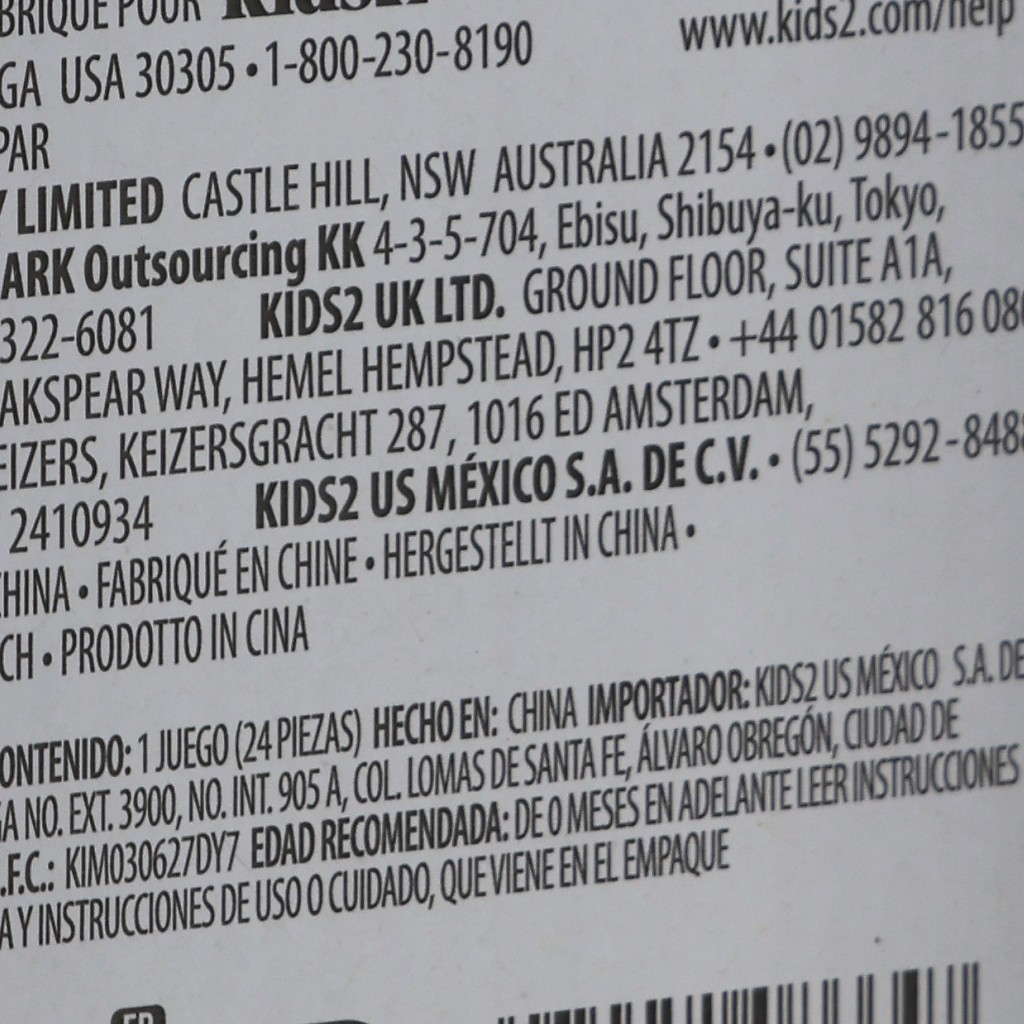 BRIQUÉ POUR
www.kids2.com/help
GA USA 30305 • 1-800-230-8190
PAR
LIMITED CASTLE HILL, NSW AUSTRALIA 2154 • (02) 9894-1855
ARK Outsourcing KK 4-3-5-704, Ebisu, Shibuya-ku, Tokyo,
322-6081 KIDS2 UK LTD. GROUND FLOOR, SUITE A1A,
AKSPEAR WAY, HEMEL HEMPSTEAD, HP2 4TZ • +44 01582 816 08
EIZERS, KEIZERSGRACHT 287, 1016 ED AMSTERDAM,
2410934 KIDS2 US MÉXICO S.A. DE C.V. • (55) 5292-848
CHINA • FABRIQUÉ EN CHINE • HERGESTELLT IN CHINA •
CH • PRODOTTO IN CINA
ONTENIDO: 1 JUEGO (24 PIEZAS) HECHO EN: CHINA IMPORTADOR: KIDS2 US MÉXICO S.A. DE
GA NO. EXT. 3900, NO. INT. 905 A, COL. LOMAS DE SANTA FE, ÁLVARO OBREGÓN, CIUDAD DE
.F.C.: KIM030627DY7 EDAD RECOMENDADA: DE 0 MESES EN ADELANTE LEER INSTRUCCIONES
A Y INSTRUCCIONES DE USO O CUIDADO, QUE VIENE EN EL EMPAQUE